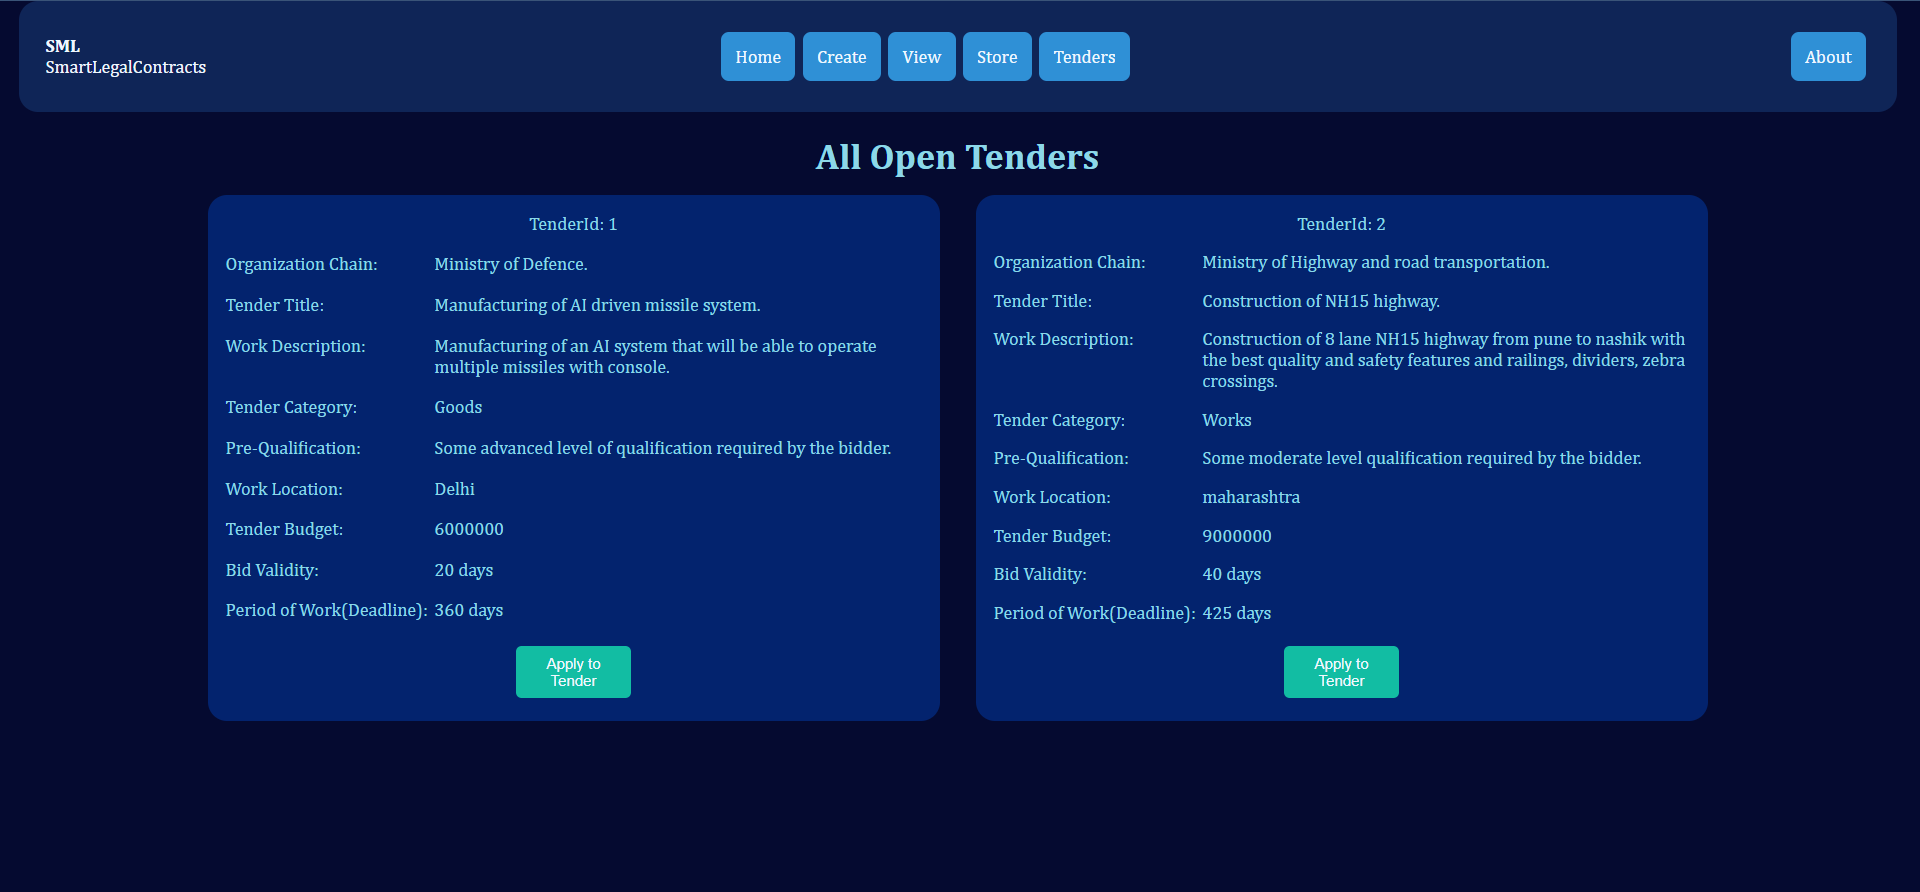 SML
SmartLegalContracts
Home Create View Store Tenders About
All Open Tenders
TenderId: 1
Organization Chain: Ministry of Defence.
Tender Title: Manufacturing of AI driven missile system.
Work Description: Manufacturing of an AI system that will be able to operate
multiple missiles with console.
Tender Category: Goods
Pre-Qualification: Some advanced level of qualification required by the bidder.
Work Location: Delhi
Tender Budget: 6000000
Bid Validity: 20 days
Period of Work(Deadline): 360 days
Apply to
Tender
TenderId: 2
Organization Chain: Ministry of Highway and road transportation.
Tender Title: Construction of NH15 highway.
Work Description: Construction of 8 lane NH15 highway from pune to nashik with
the best quality and safety features and railings, dividers, zebra
crossings.
Tender Category: Works
Pre-Qualification: Some moderate level qualification required by the bidder.
Work Location: maharashtra
Tender Budget: 9000000
Bid Validity: 40 days
Period of Work(Deadline): 425 days
Apply to
Tender